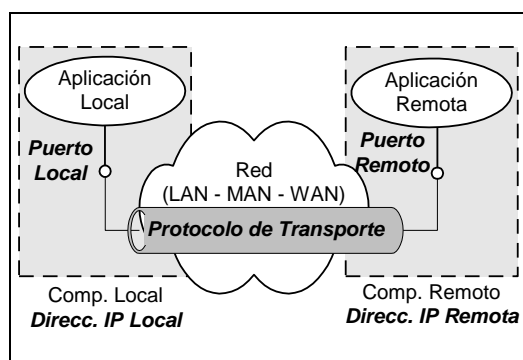 Aplicación
Local
Aplicación
Remota
Puerto
Local
Puerto
Remoto
Red
(LAN - MAN - WAN)
Protocolo de Transporte
Comp. Local
Direcc. IP Local
Comp. Remoto
Direcc. IP Remota